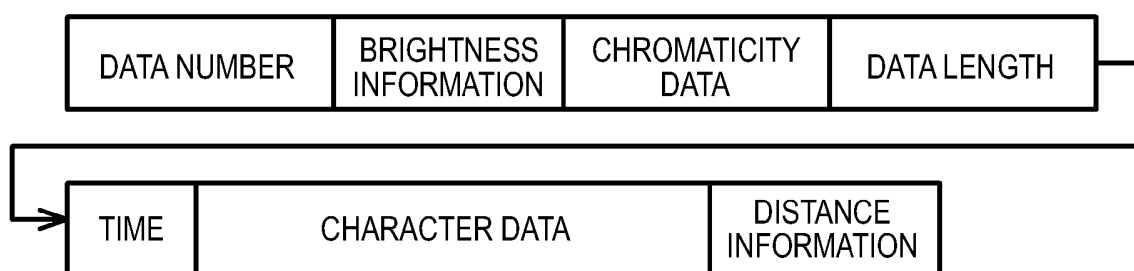 DATA NUMBER
BRIGHTNESS
INFORMATION
CHROMATICITY
DATA
DATA LENGTH
TIME
CHARACTER DATA
DISTANCE
INFORMATION